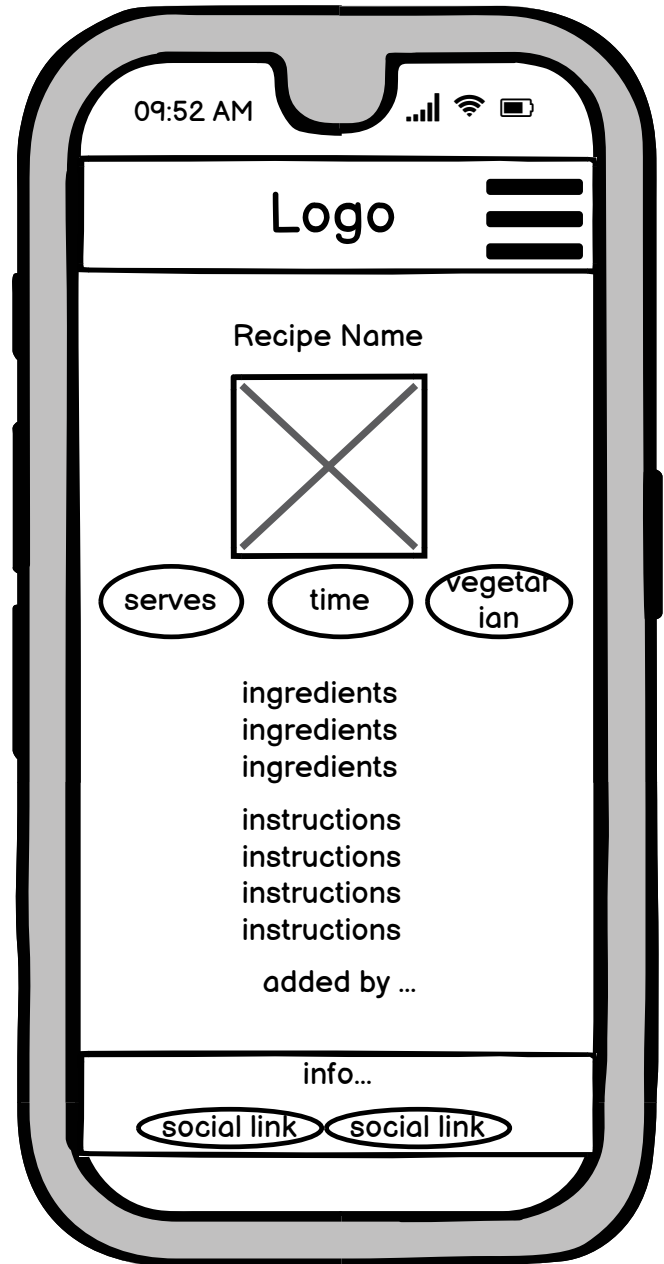 09:52 AM
Logo
Recipe Name
serves
time
vegetar
ian
ingredients
ingredients
ingredients
instructions
instructions
instructions
instructions
added by ...
info...
social link
social link